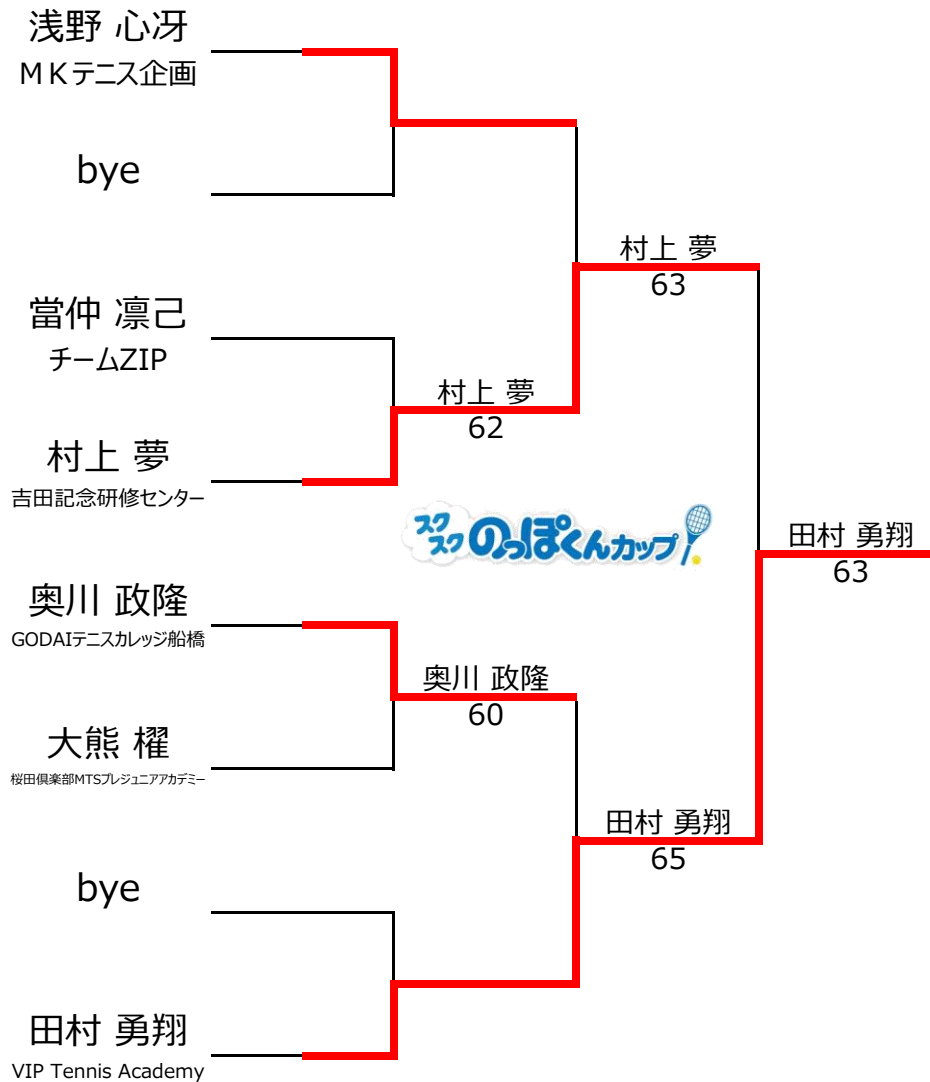 浅野 心冴
ＭＫテニス企画
bye
當仲 凛己
チームZIP
村上 夢
吉田記念研修センター
奥川 政隆
GODAIテニスカレッジ船橋
大熊 櫂
桜田倶楽部MTSプレジュニアアカデミー
bye
田村 勇翔
VIP Tennis Academy
村上 夢
62
奥川 政隆
60
村上 夢
63
田村 勇翔
65
スクスクのっぽくんカップ
田村 勇翔
63